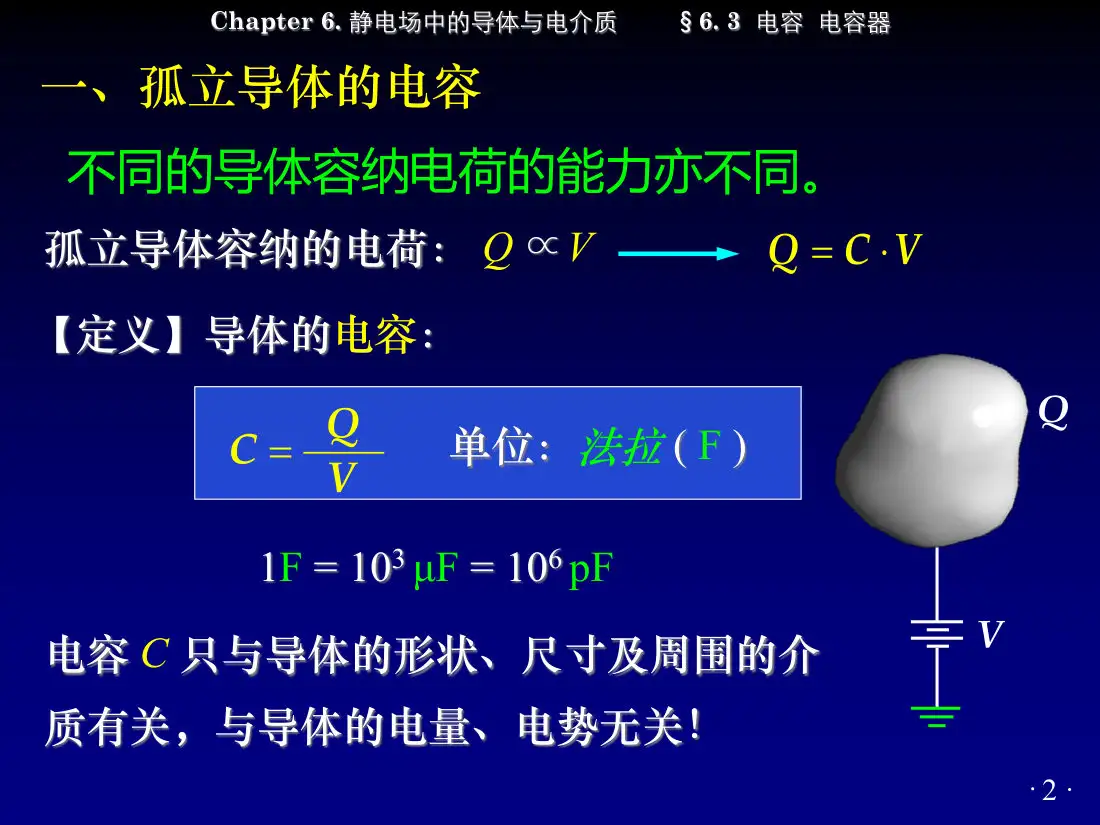 Chapter 6. 静电场中的导体与电介质 §6. 3 电容 电容器
一、孤立导体的电容
不同的导体容纳电荷的能力亦不同。
孤立导体容纳的电荷： Q ∝ V → Q = C · V
【定义】导体的电容：
C = Q / V 单位：法拉 ( F )
Q
1F = 10³ μF = 10⁶ pF
V
电容 C 只与导体的形状、尺寸及周围的介
质有关，与导体的电量、电势无关！
· 2 ·